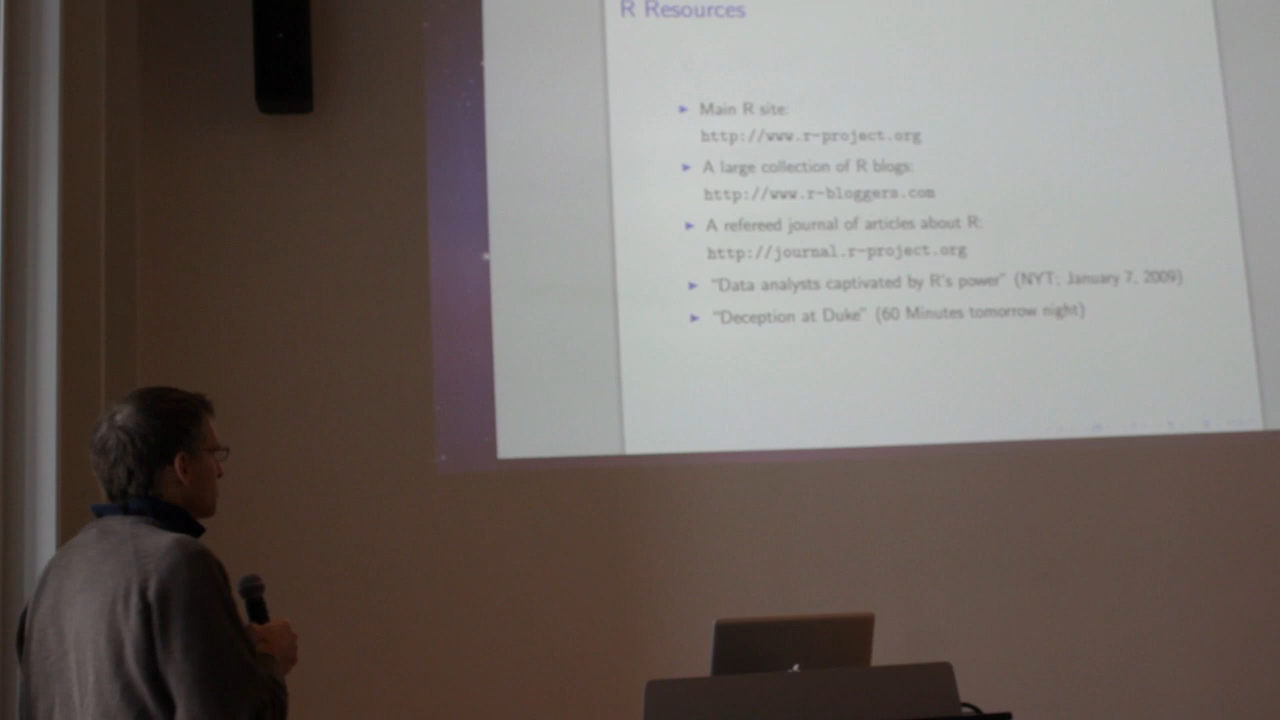 R Resources
Main R site:
http://www.r-project.org
A large collection of R blogs:
http://www.r-bloggers.com
A refereed journal of articles about R:
http://journal.r-project.org
"Data analysts captivated by R's power" (NYT; January 7, 2009)
"Deception at Duke" (60 Minutes tomorrow night)